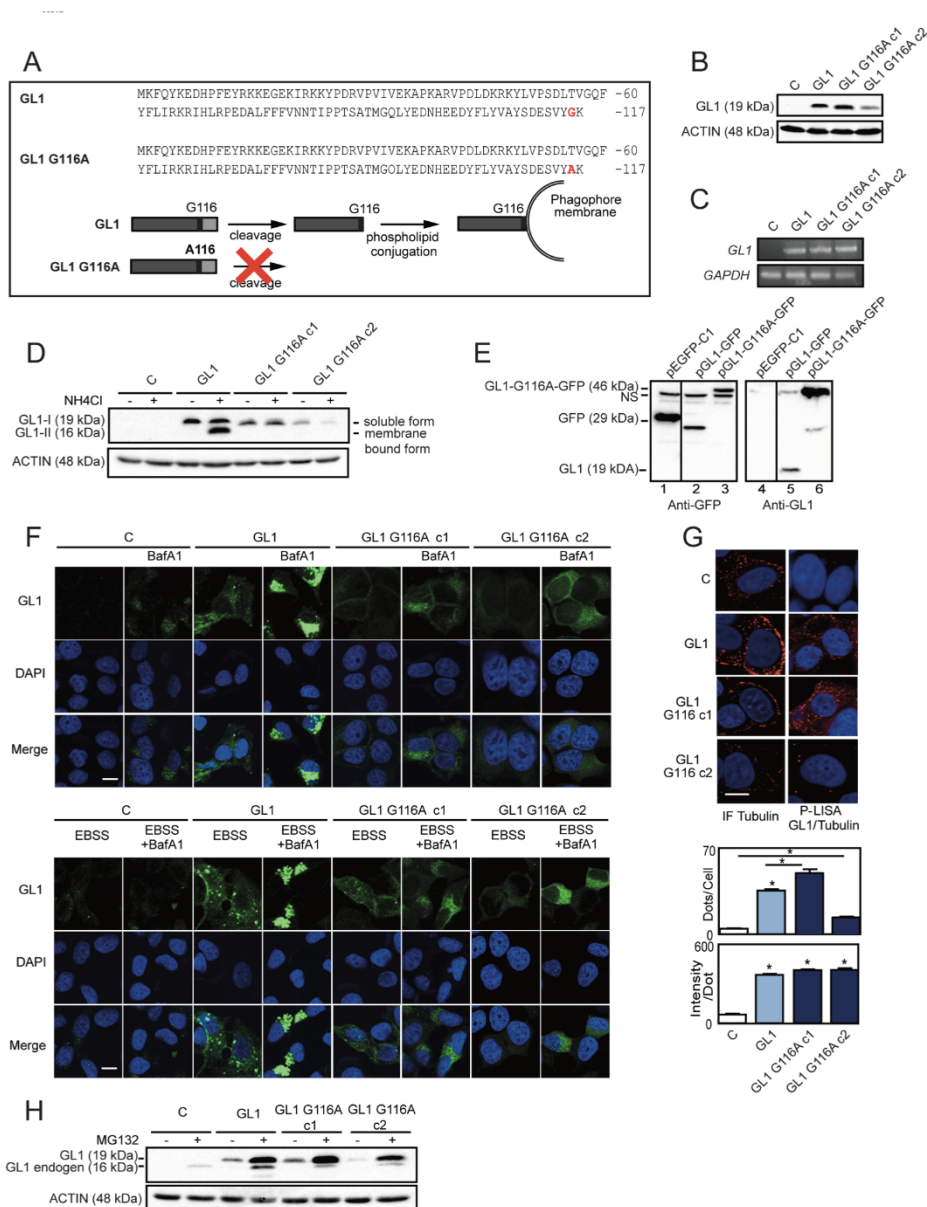 A
GL1
MKFQYKEDHPFEYRKKEGEKIRKKYPDRVPVIVEKAPKARVPDLDKRKYLVPSDLTVGQF -60
YFLIRKRIHLRPEDALFFFVNNTIPPTSATMGQLYEDNHEEDYFLYVAYSDESVYGK -117
GL1 G116A
MKFQYKEDHPFEYRKKEGEKIRKKYPDRVPVIVEKAPKARVPDLDKRKYLVPSDLTVGQF -60
YFLIRKRIHLRPEDALFFFVNNTIPPTSATMGQLYEDNHEEDYFLYVAYSDESVYAK -117
GL1 G116 cleavage G116 phospholipid conjugation G116 Phagophore membrane
GL1 G116A A116 cleavage
B
C GL1 GL1 G116A c1 GL1 G116A c2
GL1 (19 kDa)
ACTIN (48 kDa)
C
C GL1 GL1 G116A c1 GL1 G116A c2
GL1
GAPDH
D
C GL1 GL1 G116A c1 GL1 G116A c2
NH4Cl - + - + - + - +
GL1-I (19 kDa) soluble form
GL1-II (16 kDa) membrane bound form
ACTIN (48 kDa)
E
pEGFP-C1 pGL1-GFP pGL1-G116A-GFP pEGFP-C1 pGL1-GFP pGL1-G116A-GFP
GL1-G116A-GFP (46 kDa)
NS
GFP (29 kDa)
GL1 (19 kDA)
1 2 3 4 5 6
Anti-GFP Anti-GL1
F
C GL1 GL1 G116A c1 GL1 G116A c2
BafA1 BafA1 BafA1 BafA1
GL1
DAPI
Merge
C GL1 GL1 G116A c1 GL1 G116A c2
EBSS EBSS +BafA1 EBSS EBSS +BafA1 EBSS EBSS +BafA1 EBSS EBSS +BafA1
GL1
DAPI
Merge
G
C
GL1
GL1 G116 c1
GL1 G116 c2
IF Tubulin P-LISA GL1/Tubulin
70
Dots/Cell
* * * *
0
600
Intensity /Dot
* * *
0
C GL1 GL1 G116A c1 GL1 G116A c2
H
C GL1 GL1 G116A c1 GL1 G116A c2
MG132 - + - + - + - +
GL1 (19 kDa)
GL1 endogen (16 kDa)
ACTIN (48 kDa)